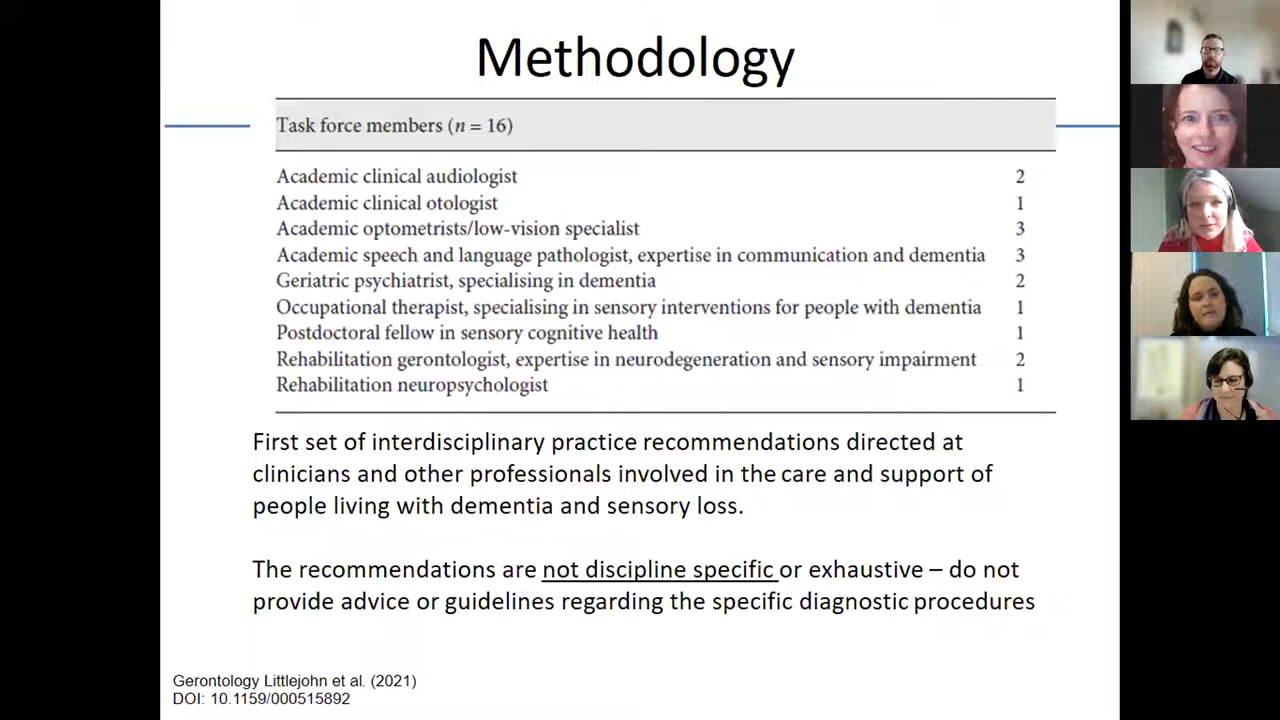 Methodology
Task force members (n = 16)
Academic clinical audiologist 2
Academic clinical otologist 1
Academic optometrists/low-vision specialist 3
Academic speech and language pathologist, expertise in communication and dementia 3
Geriatric psychiatrist, specialising in dementia 2
Occupational therapist, specialising in sensory interventions for people with dementia 1
Postdoctoral fellow in sensory cognitive health 1
Rehabilitation gerontologist, expertise in neurodegeneration and sensory impairment 2
Rehabilitation neuropsychologist 1
First set of interdisciplinary practice recommendations directed at
clinicians and other professionals involved in the care and support of
people living with dementia and sensory loss.
The recommendations are not discipline specific or exhaustive – do not
provide advice or guidelines regarding the specific diagnostic procedures
Gerontology Littlejohn et al. (2021)
DOI: 10.1159/000515892